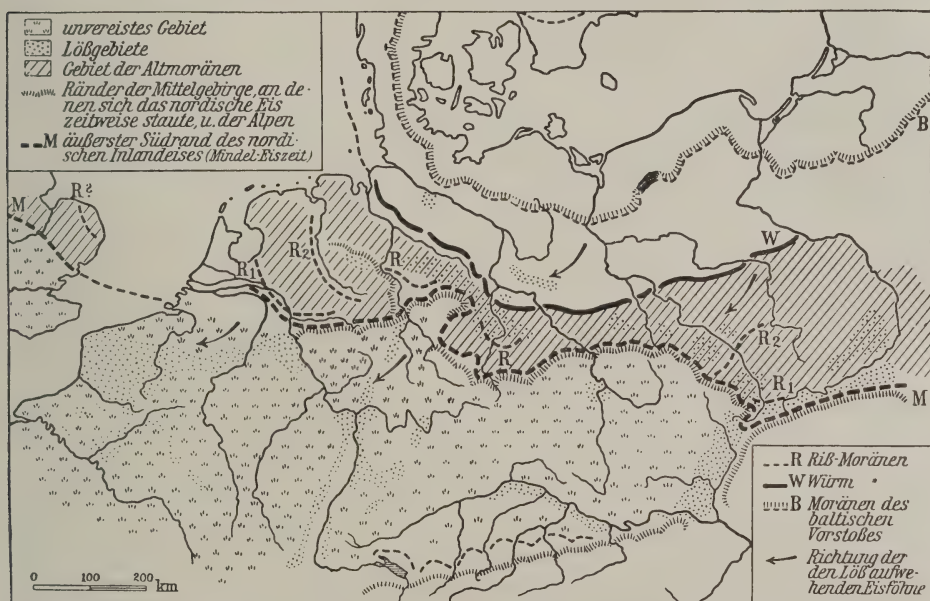 unvereistes Gebiet
Lößgebiete
Gebiet der Altmoränen
Ränder der Mittelgebirge, an de-
nen sich das nordische Eis
zeitweise staute, u. der Alpen
M äußerster Südrand des nordi-
schen Inlandeises (Mindel-Eiszeit)
B
M
R?
W
R1
R2
R
R
R2
R1
M
R Riß-Moränen
W Würm "
B Moränen des
baltischen
Vorstoßes
Richtung der
den Löß aufwe-
henden Eisföhne
0 100 200 km